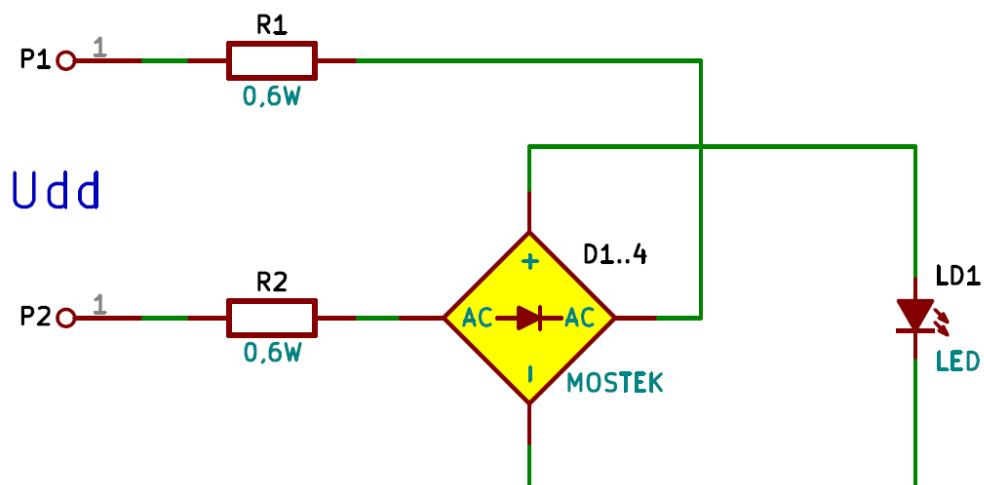 R1
P1
1
0,6W
Udd
D1..4
+
R2
LD1
P2
1
AC
AC
0,6W
LED
-
MOSTEK